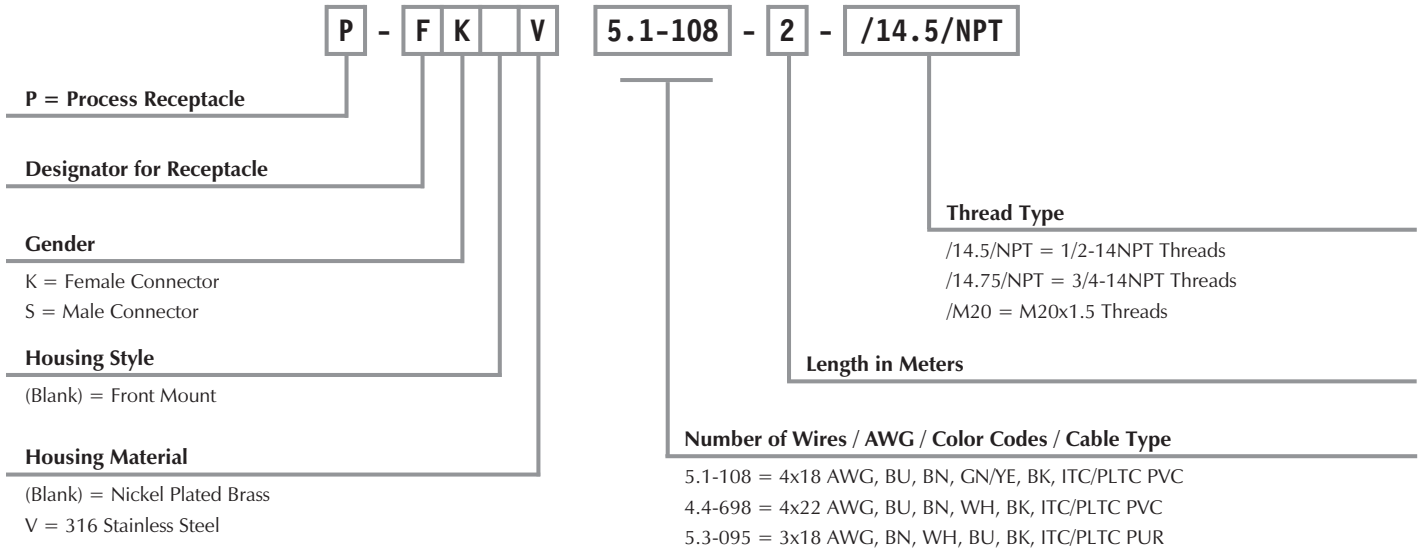 P - F K V 5.1-108 - 2 - /14.5/NPT
P = Process Receptacle
Designator for Receptacle
Gender
K = Female Connector
S = Male Connector
Housing Style
(Blank) = Front Mount
Housing Material
(Blank) = Nickel Plated Brass
V = 316 Stainless Steel
Thread Type
/14.5/NPT = 1/2-14NPT Threads
/14.75/NPT = 3/4-14NPT Threads
/M20 = M20x1.5 Threads
Length in Meters
Number of Wires / AWG / Color Codes / Cable Type
5.1-108 = 4x18 AWG, BU, BN, GN/YE, BK, ITC/PLTC PVC
4.4-698 = 4x22 AWG, BU, BN, WH, BK, ITC/PLTC PVC
5.3-095 = 3x18 AWG, BN, WH, BU, BK, ITC/PLTC PUR